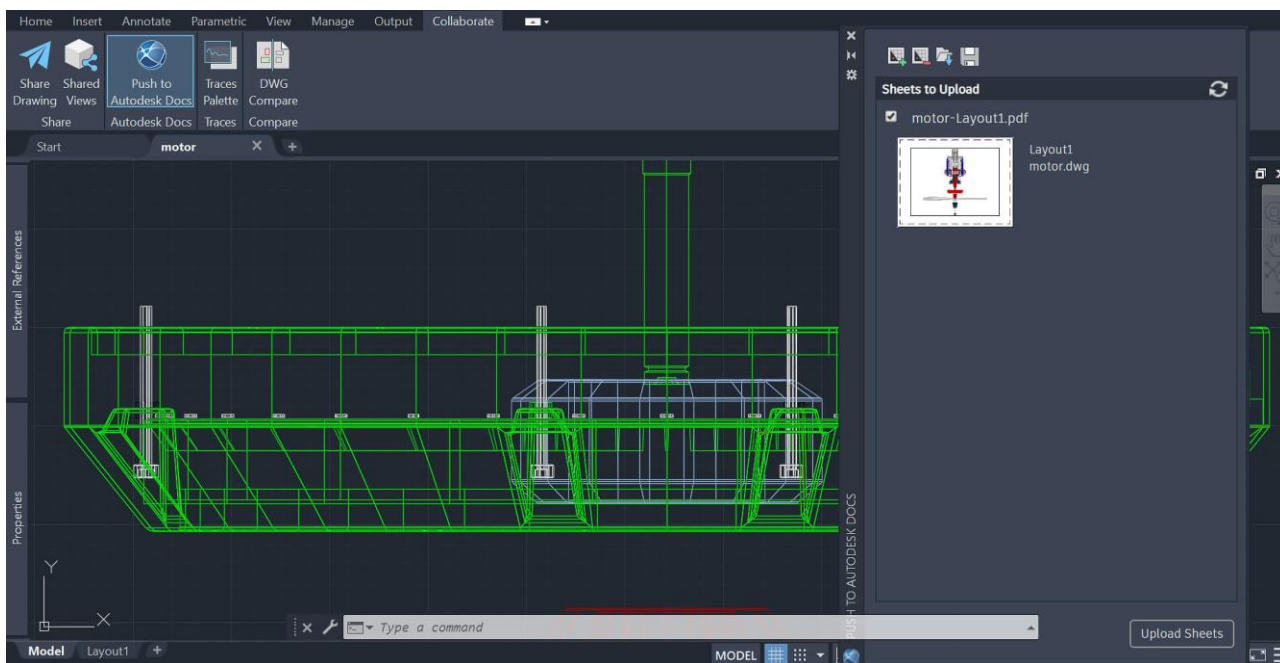 Home Insert Annotate Parametric View Manage Output Collaborate
Share Drawing
Shared Views
Push to Autodesk Docs
Traces Palette
DWG Compare
Share Autodesk Docs Traces Compare
Start motor
External References
Properties
Y
X
Type a command
Model Layout1
MODEL
Sheets to Upload
motor-Layout1.pdf
Layout1
motor.dwg
PUSH TO AUTODESK DOCS
Upload Sheets